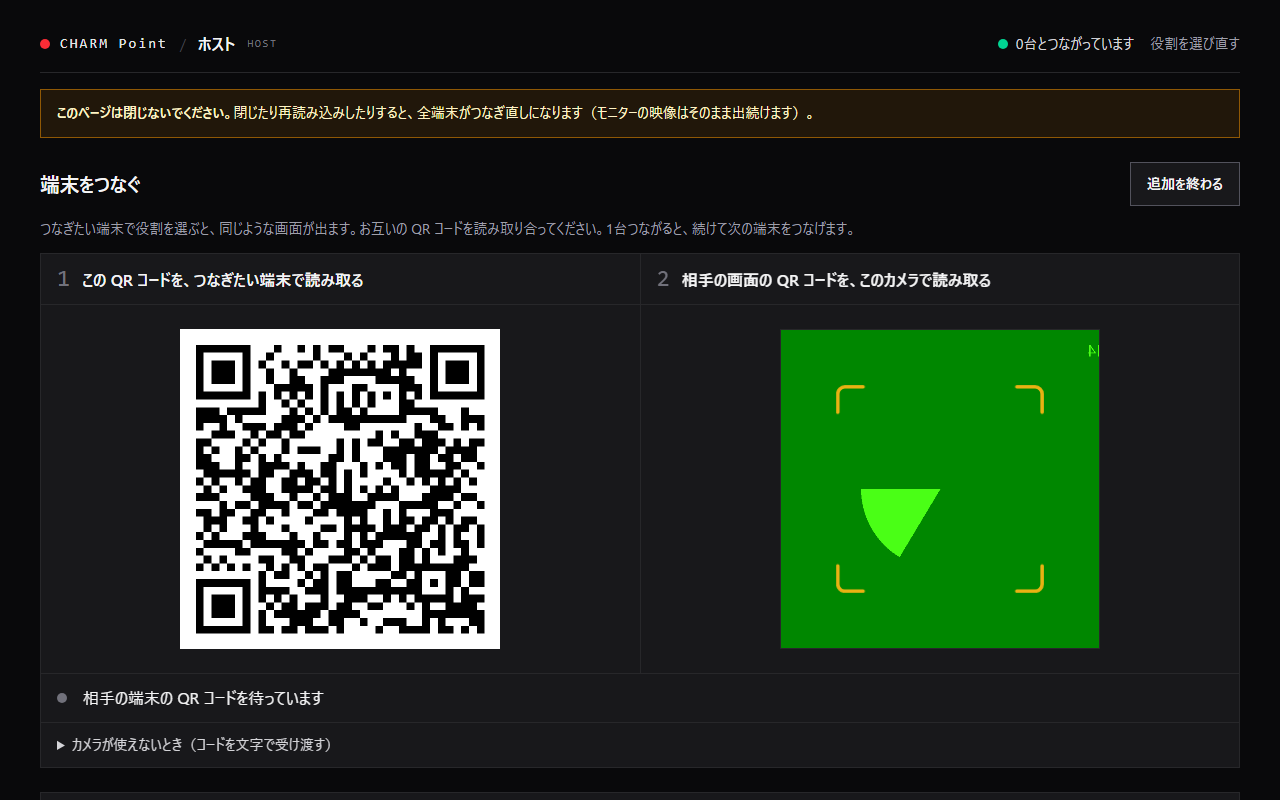 CHARM Point / ホスト HOST
0台とつながっています 役割を選び直す
このページは閉じないでください。閉じたり再読み込みしたりすると、全端末がつなぎ直しになります（モニターの映像はそのまま出続けます）。
端末をつなぐ
追加を終わる
つなぎたい端末で役割を選ぶと、同じような画面が出ます。お互いの QR コードを読み取り合ってください。1台つながると、続けて次の端末をつなげます。
1 この QR コードを、つなぎたい端末で読み取る
2 相手の画面の QR コードを、このカメラで読み取る
相手の端末の QR コードを待っています
▶ カメラが使えないとき（コードを文字で受け渡す）